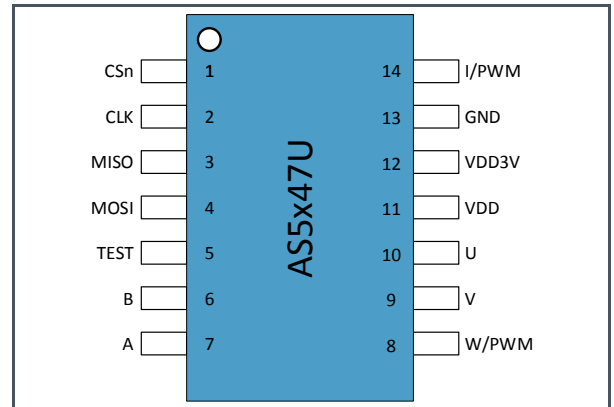 CSn 1 14 I/PWM
CLK 2 13 GND
MISO 3 12 VDD3V
MOSI 4 11 VDD
TEST 5 10 U
B 6 9 V
A 7 8 W/PWM
AS5x47U